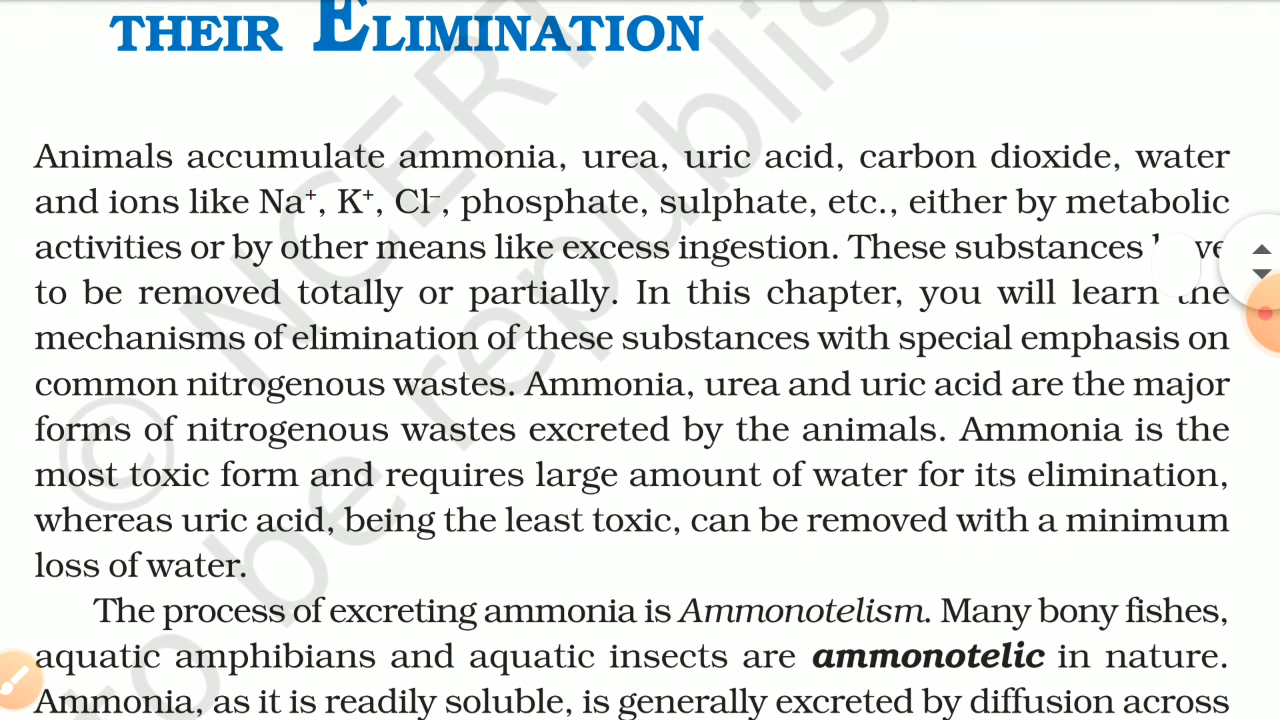 THEIR ELIMINATION
Animals accumulate ammonia, urea, uric acid, carbon dioxide, water
and ions like Na⁺, K⁺, Cl⁻, phosphate, sulphate, etc., either by metabolic
activities or by other means like excess ingestion. These substances
to be removed totally or partially. In this chapter, you will learn the
mechanisms of elimination of these substances with special emphasis on
common nitrogenous wastes. Ammonia, urea and uric acid are the major
forms of nitrogenous wastes excreted by the animals. Ammonia is the
most toxic form and requires large amount of water for its elimination,
whereas uric acid, being the least toxic, can be removed with a minimum
loss of water.
The process of excreting ammonia is Ammonotelism. Many bony fishes,
aquatic amphibians and aquatic insects are ammonotelic in nature.
Ammonia, as it is readily soluble, is generally excreted by diffusion across
© NCERT
to be republis